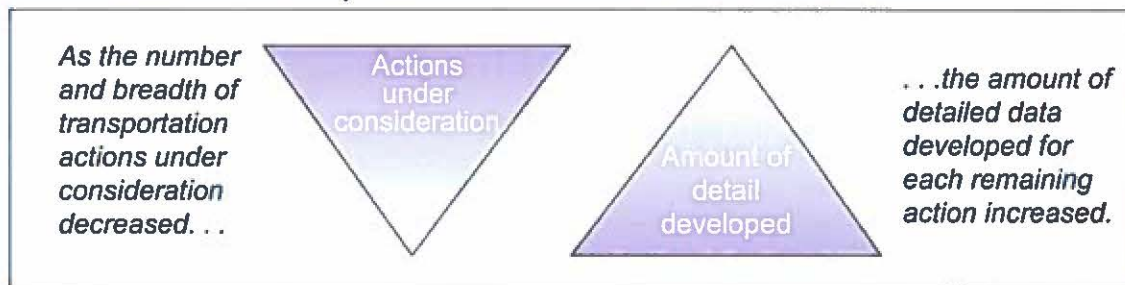 As the number
and breadth of
transportation
actions under
consideration
decreased. . .
Actions
under
consideration
Amount of
detail
developed
. . .the amount of
detailed data
developed for
each remaining
action increased.